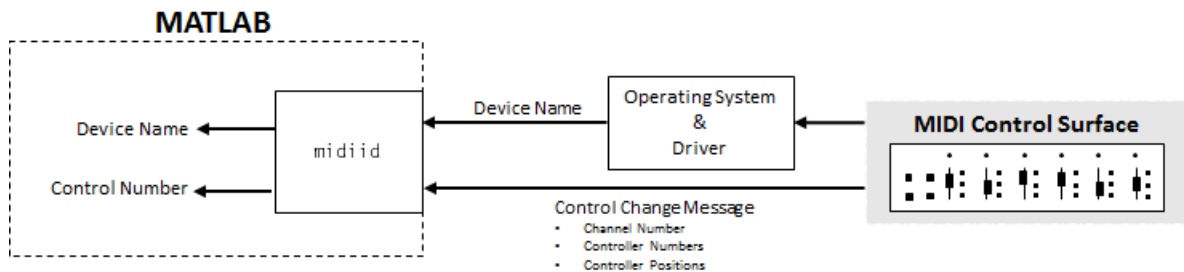 MATLAB
Device Name
Control Number
midiid
Device Name
Operating System
&
Driver
MIDI Control Surface
Control Change Message
• Channel Number
• Controller Numbers
• Controller Positions